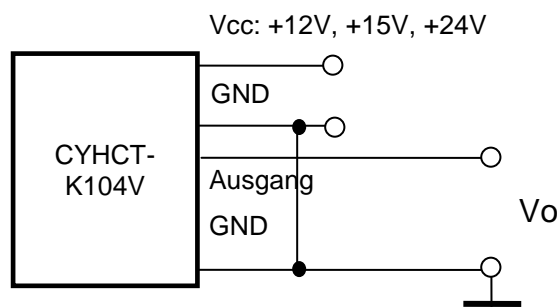 Vcc: +12V, +15V, +24V
GND
CYHCT-
K104V
Ausgang
GND
Vo